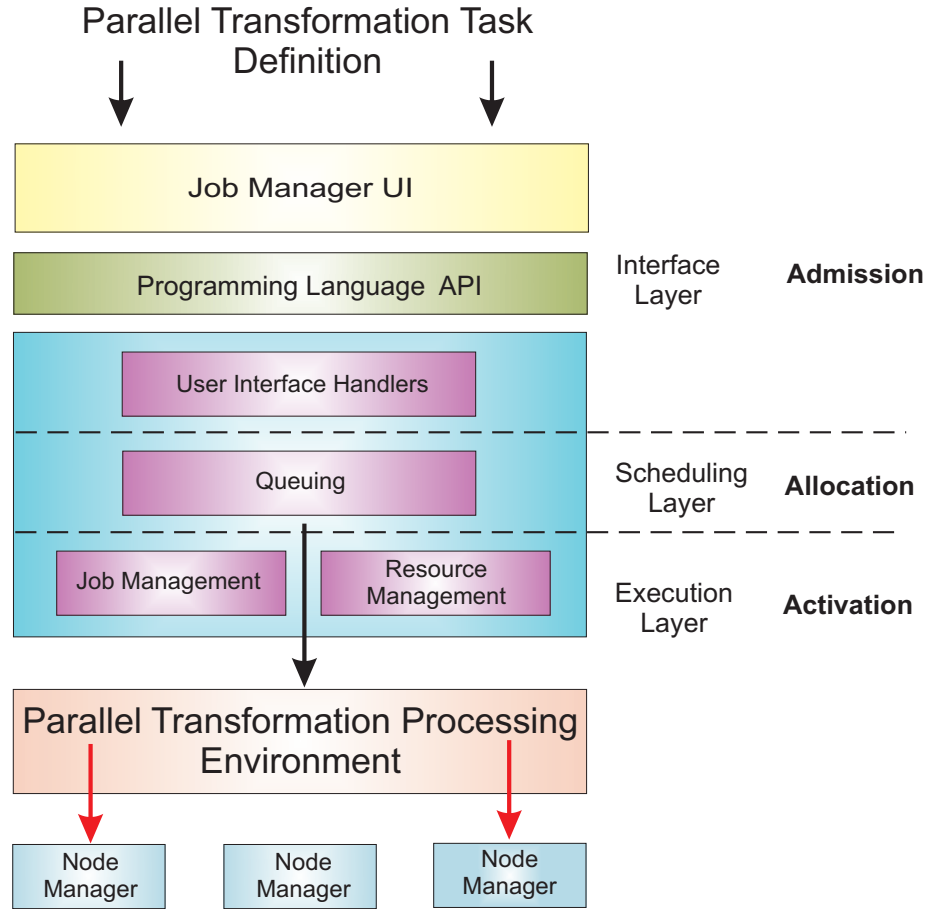 Parallel Transformation Task
Definition
Job Manager UI
Programming Language API
Interface
Layer
Admission
User Interface Handlers
Queuing
Scheduling
Layer
Allocation
Job Management
Resource
Management
Execution
Layer
Activation
Parallel Transformation Processing
Environment
Node
Manager
Node
Manager
Node
Manager